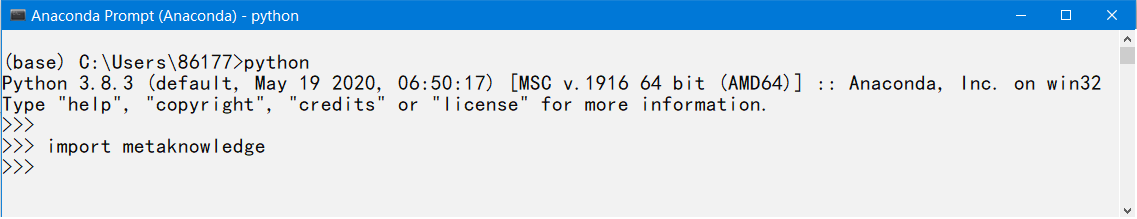 Anaconda Prompt (Anaconda) - python
(base) C:\Users\86177>python
Python 3.8.3 (default, May 19 2020, 06:50:17) [MSC v.1916 64 bit (AMD64)] :: Anaconda, Inc. on win32
Type "help", "copyright", "credits" or "license" for more information.
>>>
>>> import metaknowledge
>>>